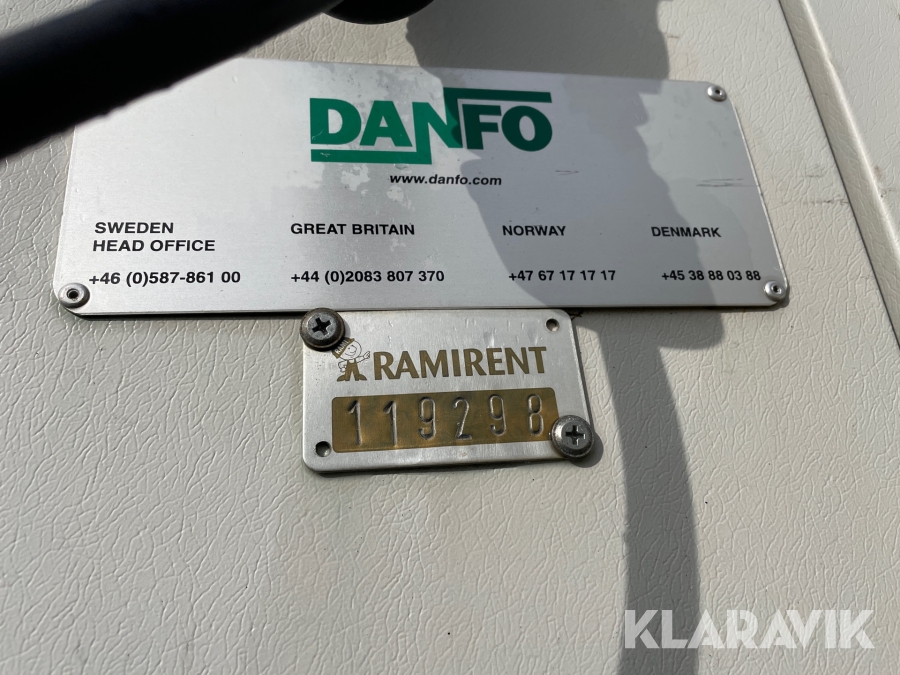 DANFO
www.danfo.com
SWEDEN
HEAD OFFICE
+46 (0)587-861 00
GREAT BRITAIN
+44 (0)2083 807 370
NORWAY
+47 67 17 17 17
DENMARK
+45 38 88 03 88
RAMIRENT
119298
KLARAVIK